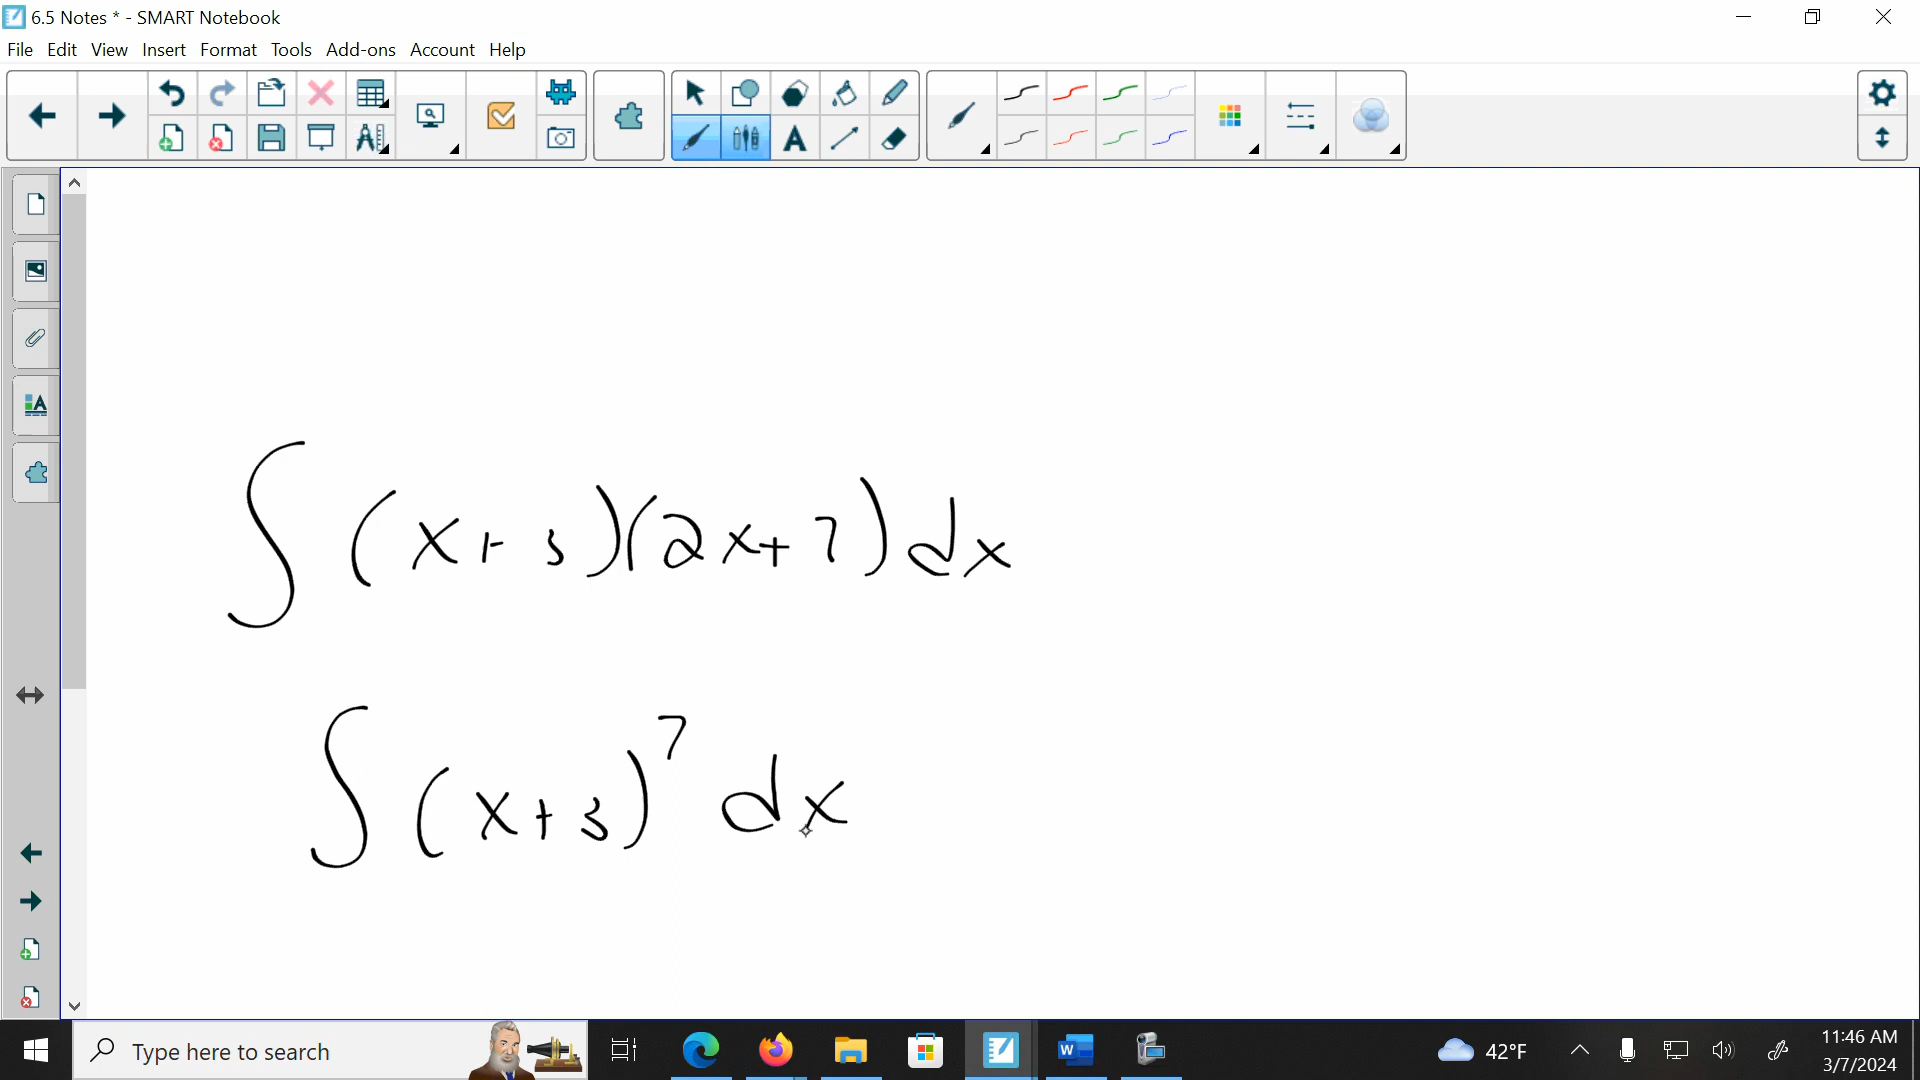 6.5 Notes * - SMART Notebook
File Edit View Insert Format Tools Add-ons Account Help
∫ (x+3)(2x+7)dx
∫ (x+3)^7 dx
Type here to search
42°F
11:46 AM
3/7/2024